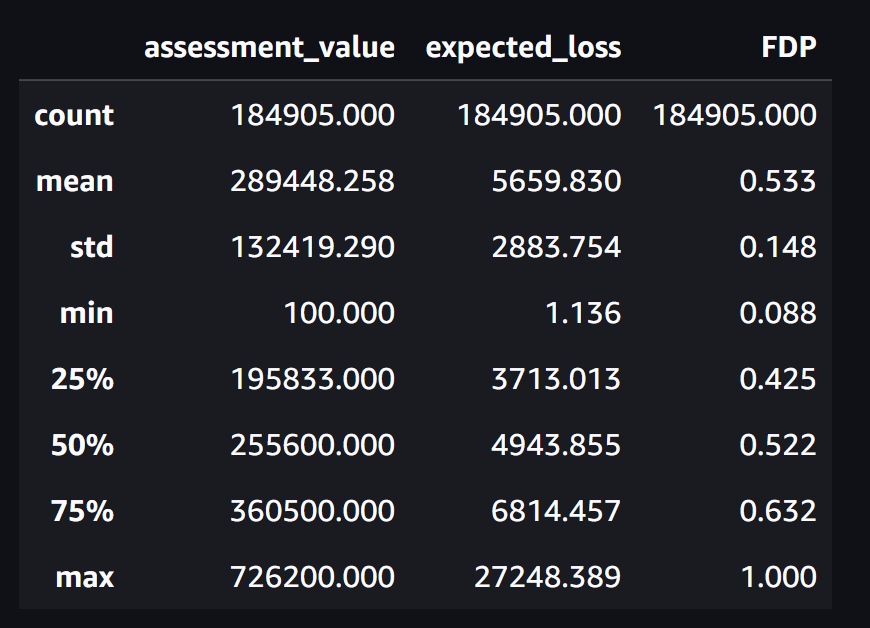 assessment_value expected_loss FDP
count 184905.000 184905.000 184905.000
mean 289448.258 5659.830 0.533
std 132419.290 2883.754 0.148
min 100.000 1.136 0.088
25% 195833.000 3713.013 0.425
50% 255600.000 4943.855 0.522
75% 360500.000 6814.457 0.632
max 726200.000 27248.389 1.000